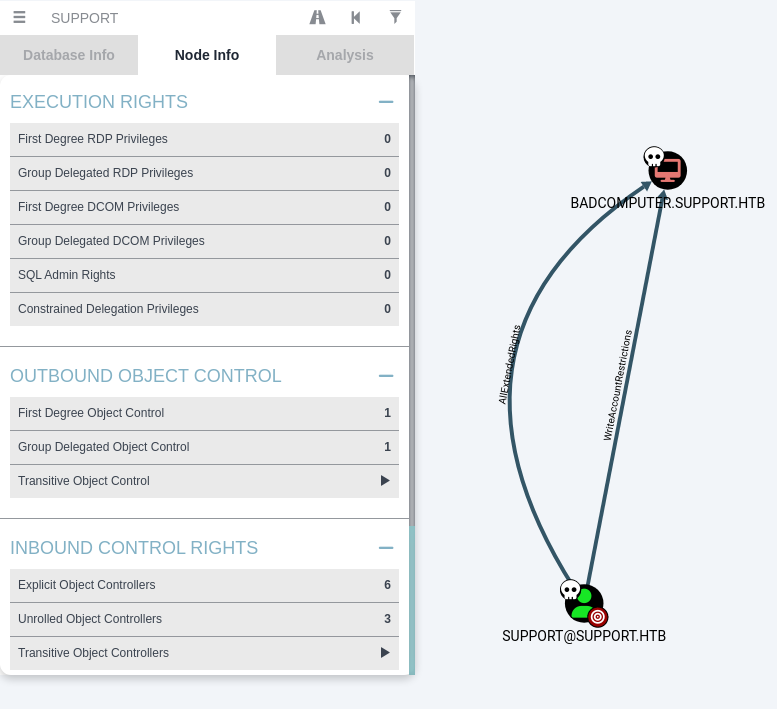 SUPPORT
Database Info
Node Info
Analysis
EXECUTION RIGHTS
First Degree RDP Privileges 0
Group Delegated RDP Privileges 0
First Degree DCOM Privileges 0
Group Delegated DCOM Privileges 0
SQL Admin Rights 0
Constrained Delegation Privileges 0
OUTBOUND OBJECT CONTROL
First Degree Object Control 1
Group Delegated Object Control 1
Transitive Object Control
INBOUND CONTROL RIGHTS
Explicit Object Controllers 6
Unrolled Object Controllers 3
Transitive Object Controllers
BADCOMPUTER.SUPPORT.HTB
AllExtendedRights
WriteAccountRestrictions
SUPPORT@SUPPORT.HTB